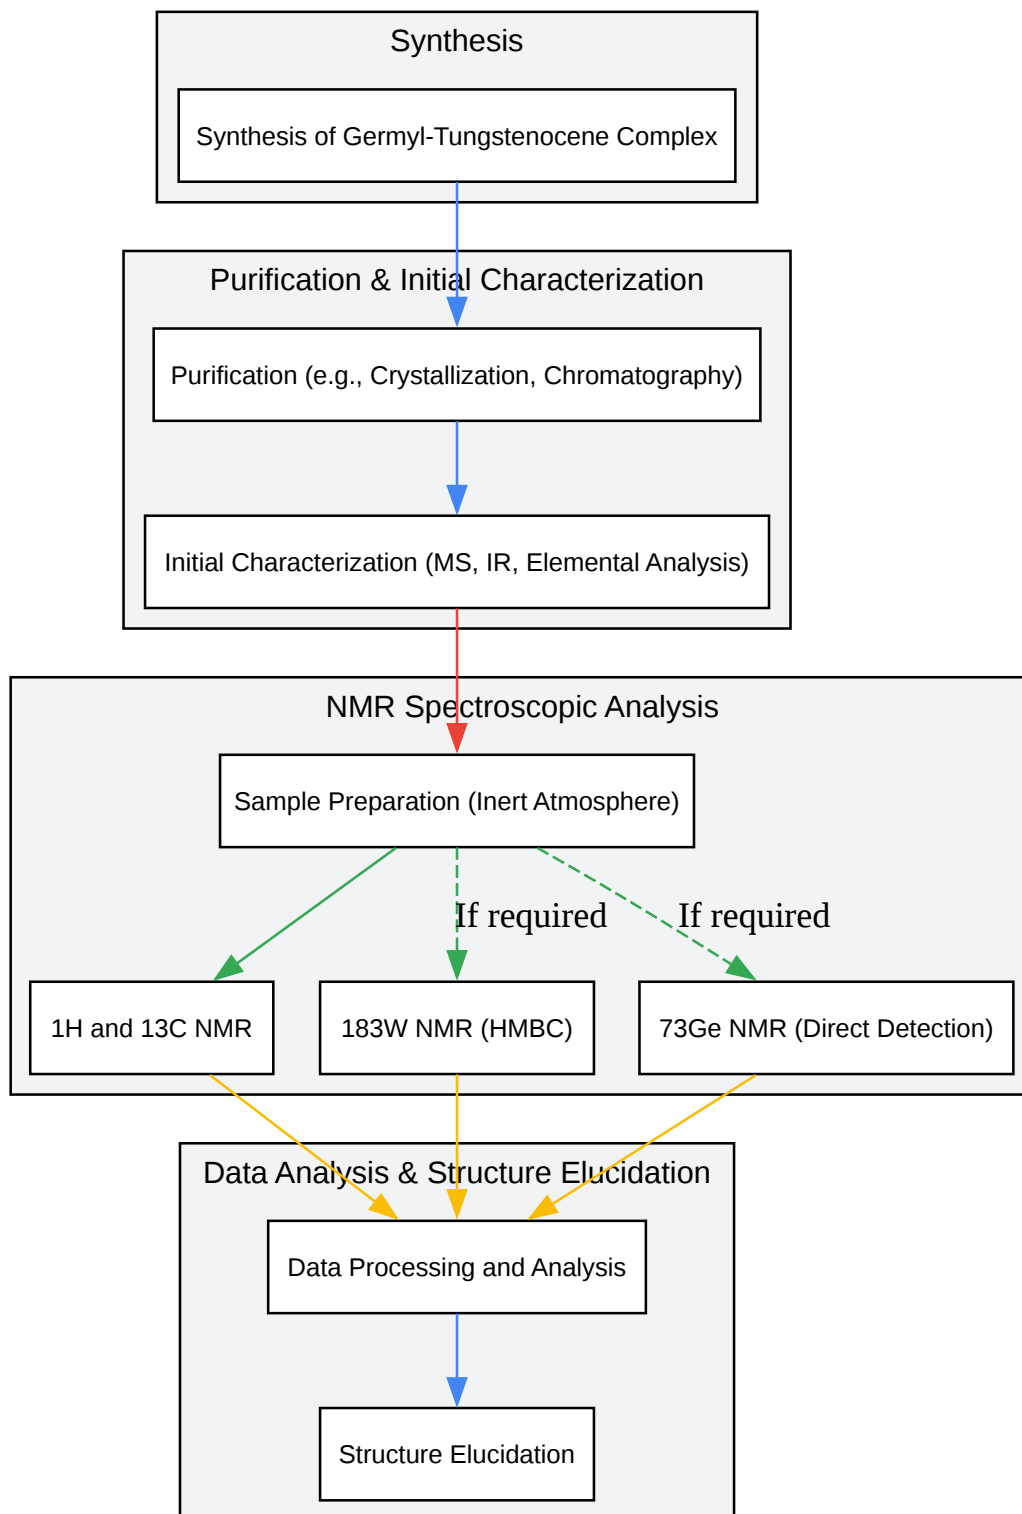 Synthesis
Synthesis of Germyl-Tungstenocene Complex
Purification & Initial Characterization
Purification (e.g., Crystallization, Chromatography)
Initial Characterization (MS, IR, Elemental Analysis)
NMR Spectroscopic Analysis
Sample Preparation (Inert Atmosphere)
If required
If required
1H and 13C NMR
183W NMR (HMBC)
73Ge NMR (Direct Detection)
Data Analysis & Structure Elucidation
Data Processing and Analysis
Structure Elucidation